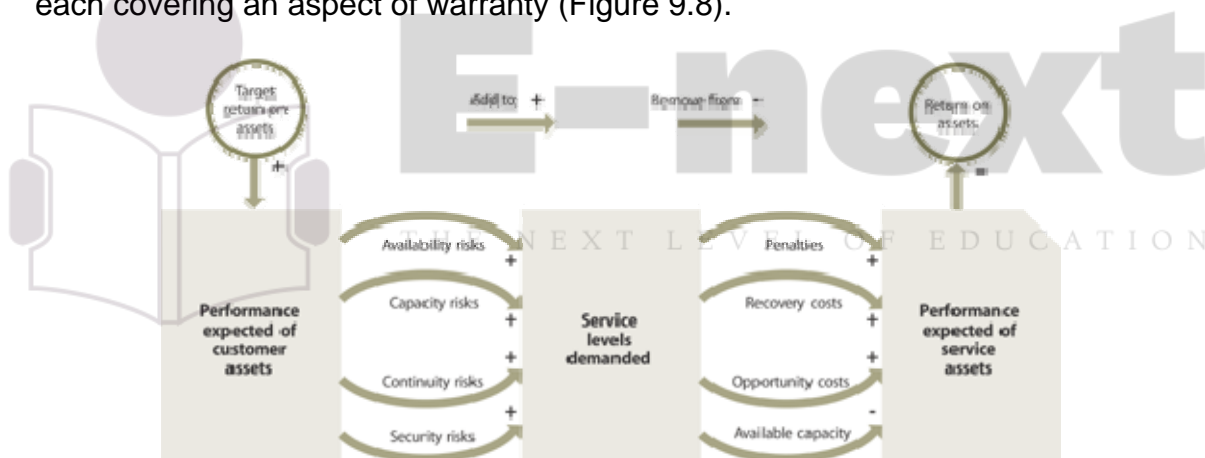 each covering an aspect of warranty (Figure 9.8).
E-next
THE NEXT LEVEL OF EDUCATION
Target
return on
assets
+
Add to: +
Remove from: -
Return on
assets
-
Availability risks
+
Capacity risks
+
Continuity risks
+
Security risks
+
Performance
expected of
customer
assets
Service
levels
demanded
Penalties
+
Recovery costs
+
Opportunity costs
+
Available capacity
-
Performance
expected of
service
assets